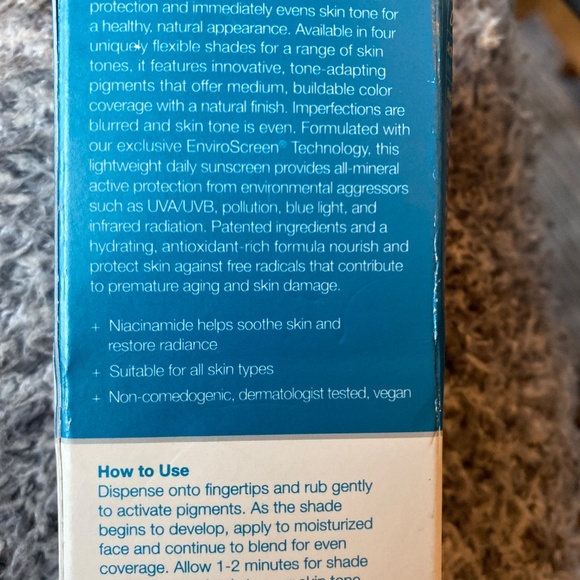 protection and immediately evens skin tone for
a healthy, natural appearance. Available in four
uniquely flexible shades for a range of skin
tones, it features innovative, tone-adapting
pigments that offer medium, buildable color
coverage with a natural finish. Imperfections are
blurred and skin tone is even. Formulated with
our exclusive EnviroScreen® Technology, this
lightweight daily sunscreen provides all-mineral
active protection from environmental aggressors
such as UVA/UVB, pollution, blue light, and
infrared radiation. Patented ingredients and a
hydrating, antioxidant-rich formula nourish and
protect skin against free radicals that contribute
to premature aging and skin damage.
+ Niacinamide helps soothe skin and
restore radiance
+ Suitable for all skin types
+ Non-comedogenic, dermatologist tested, vegan
How to Use
Dispense onto fingertips and rub gently
to activate pigments. As the shade
begins to develop, apply to moisturized
face and continue to blend for even
coverage. Allow 1-2 minutes for shade
skin tone